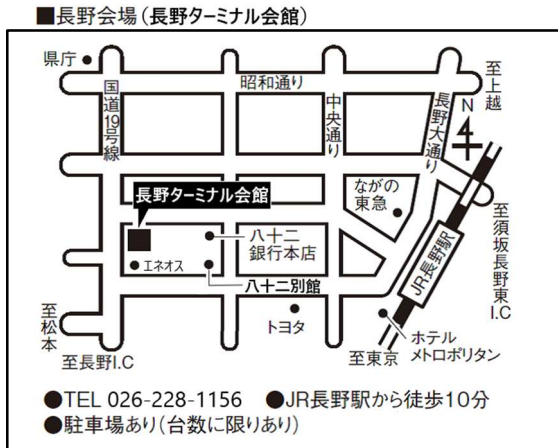 ■長野会場(長野ターミナル会館)
県庁
昭和通り
至上越
国道19号線
中央通り
長野大通り
N
長野ターミナル会館
ながの
東急
至須坂長野東I.C
八十二
銀行本店
エネオス
八十二別館
JR長野駅
至松本
トヨタ
ホテル
メトロポリタン
至長野I.C
至東京
●TEL 026-228-1156 ●JR長野駅から徒歩10分
●駐車場あり(台数に限りあり)